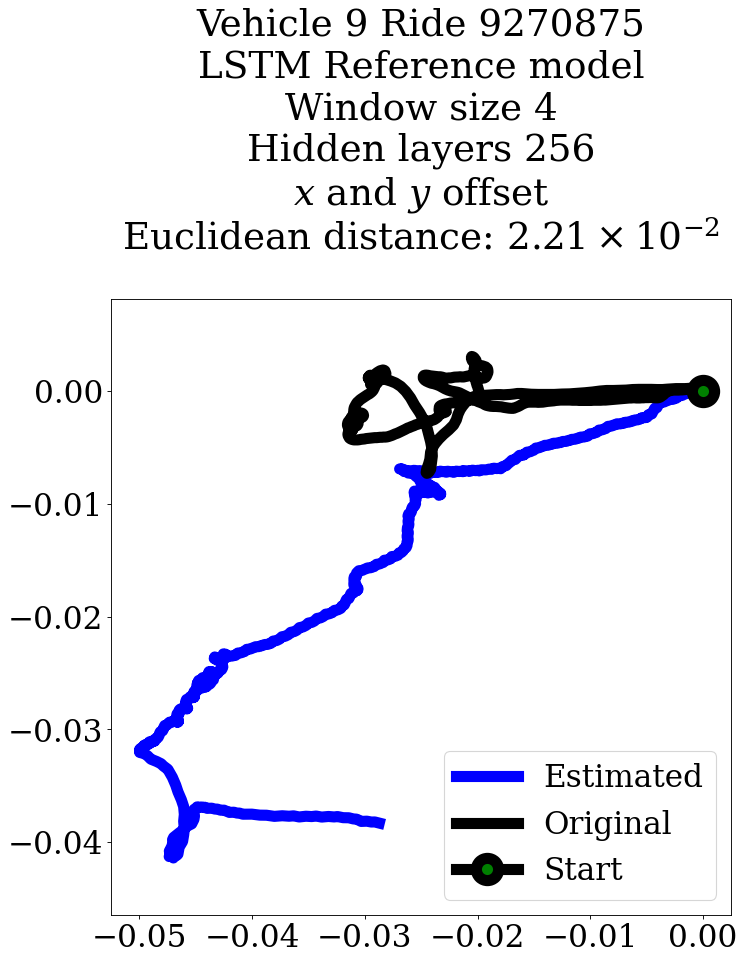 Vehicle 9 Ride 9270875
LSTM Reference model
Window size 4
Hidden layers 256
x and y offset
Euclidean distance: 2.21 × 10⁻²
0.00
−0.01
−0.02
−0.03
−0.04
Estimated
Original
Start
−0.05 −0.04 −0.03 −0.02 −0.01 0.00